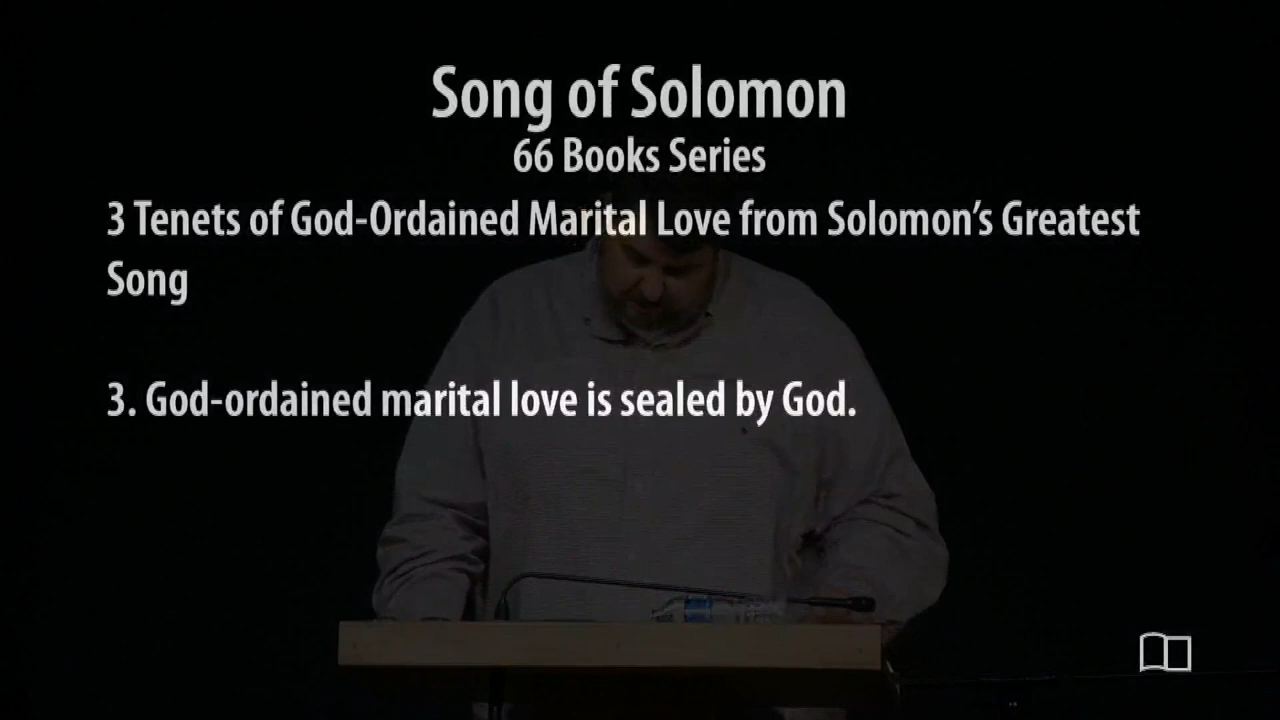 Song of Solomon
66 Books Series
3 Tenets of God-Ordained Marital Love from Solomon’s Greatest
Song
3. God-ordained marital love is sealed by God.